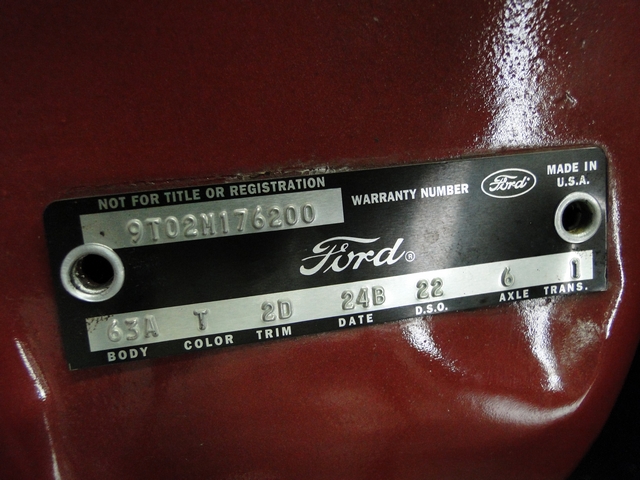 NOT FOR TITLE OR REGISTRATION
9T02M176200
WARRANTY NUMBER
Ford
MADE IN
U.S.A.
Ford®
63A T 2D 24B 22 6 1
BODY COLOR TRIM DATE D.S.O. AXLE TRANS.